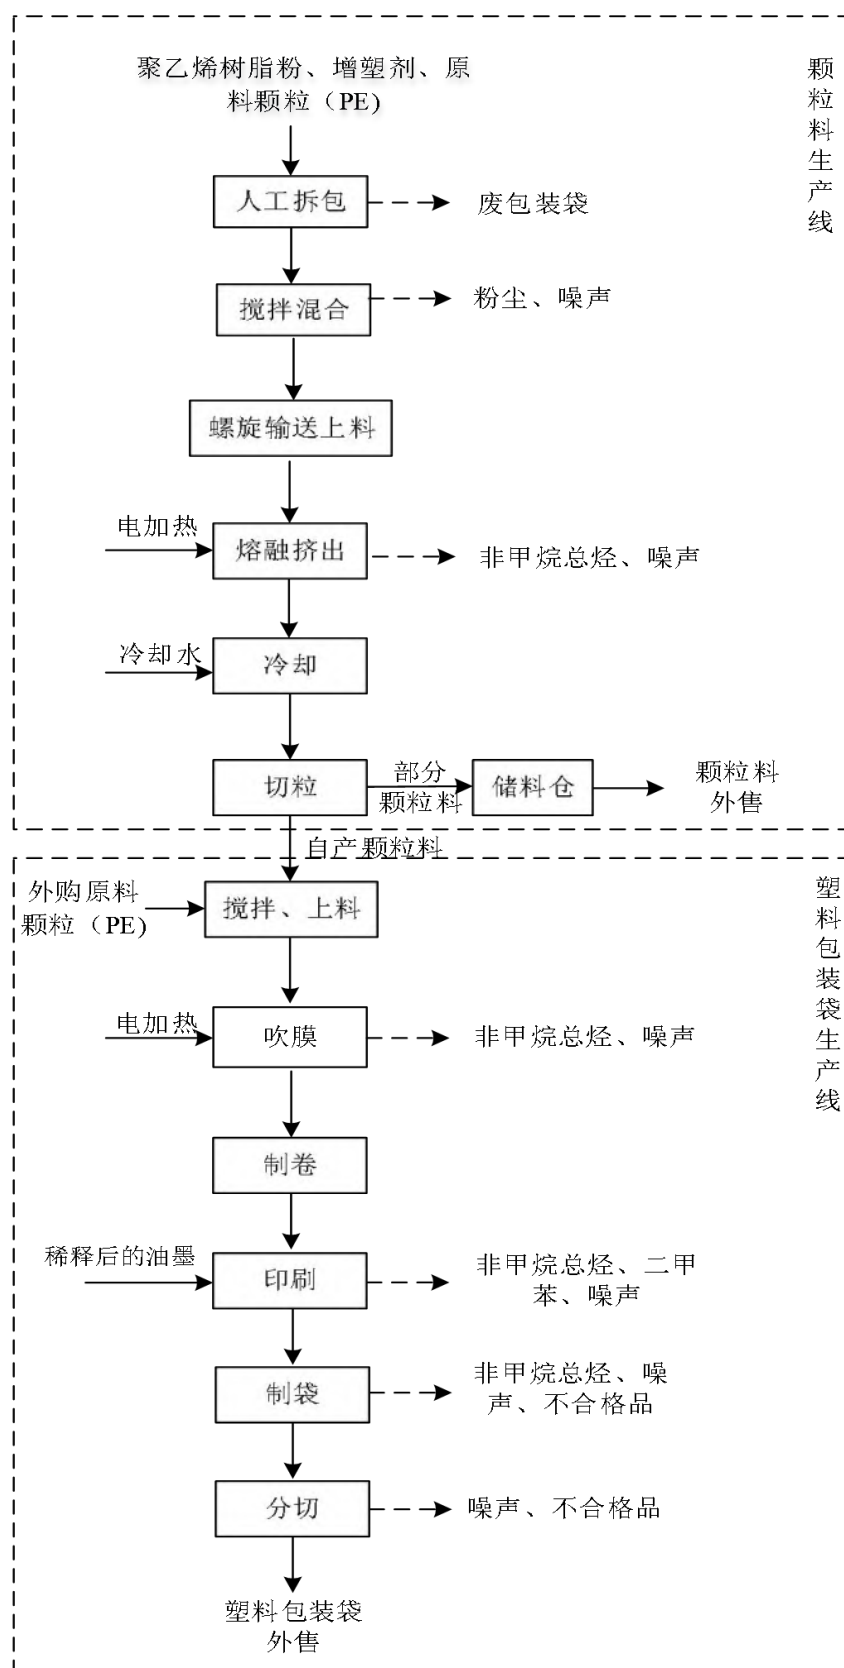 聚乙烯树脂粉、增塑剂、原
料颗粒（PE）
颗粒料生产线
人工拆包
废包装袋
搅拌混合
粉尘、噪声
螺旋输送上料
电加热
熔融挤出
非甲烷总烃、噪声
冷却水
冷却
切粒
部分
颗粒料
储料仓
颗粒料
外售
自产颗粒料
塑料包装袋生产线
外购原料
颗粒（PE）
搅拌、上料
电加热
吹膜
非甲烷总烃、噪声
制卷
稀释后的油墨
印刷
非甲烷总烃、二甲
苯、噪声
制袋
非甲烷总烃、噪
声、不合格品
分切
噪声、不合格品
塑料包装袋
外售